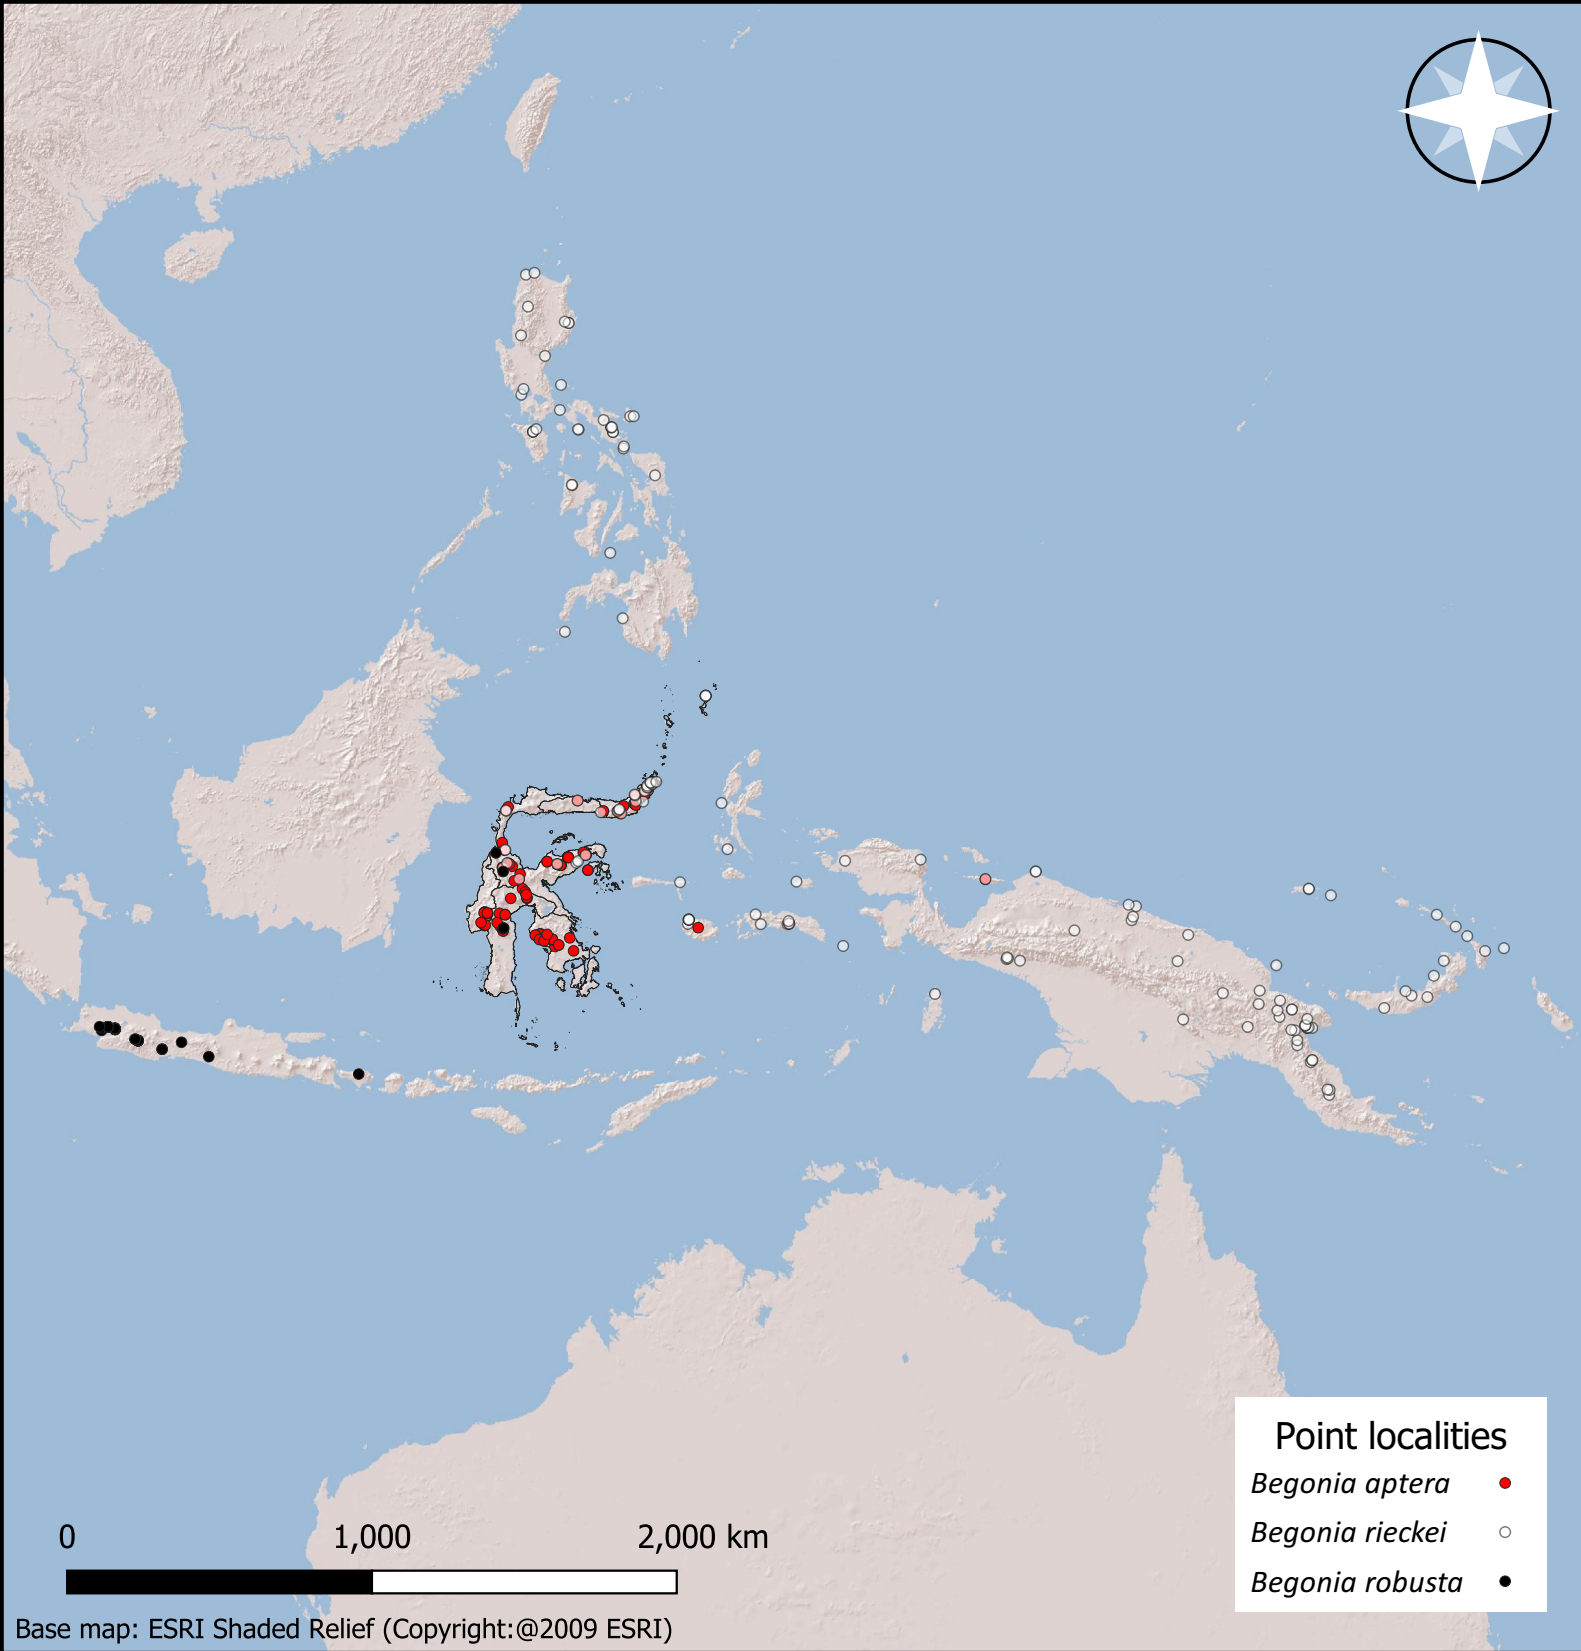 Point localities
Begonia aptera
Begonia rieckei
Begonia robusta
0 1,000 2,000 km
Base map: ESRI Shaded Relief (Copyright:@2009 ESRI)